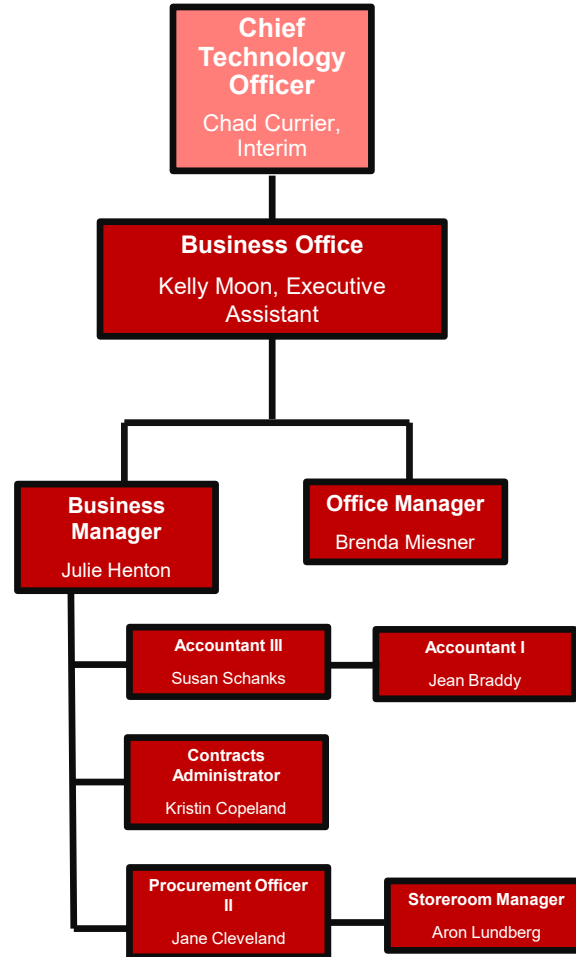 Chief
Technology
Officer
Chad Currier,
Interim
Business Office
Kelly Moon, Executive
Assistant
Business
Manager
Julie Henton
Office Manager
Brenda Miesner
Accountant III
Susan Schanks
Accountant I
Jean Braddy
Contracts
Administrator
Kristin Copeland
Procurement Officer
II
Jane Cleveland
Storeroom Manager
Aron Lundberg